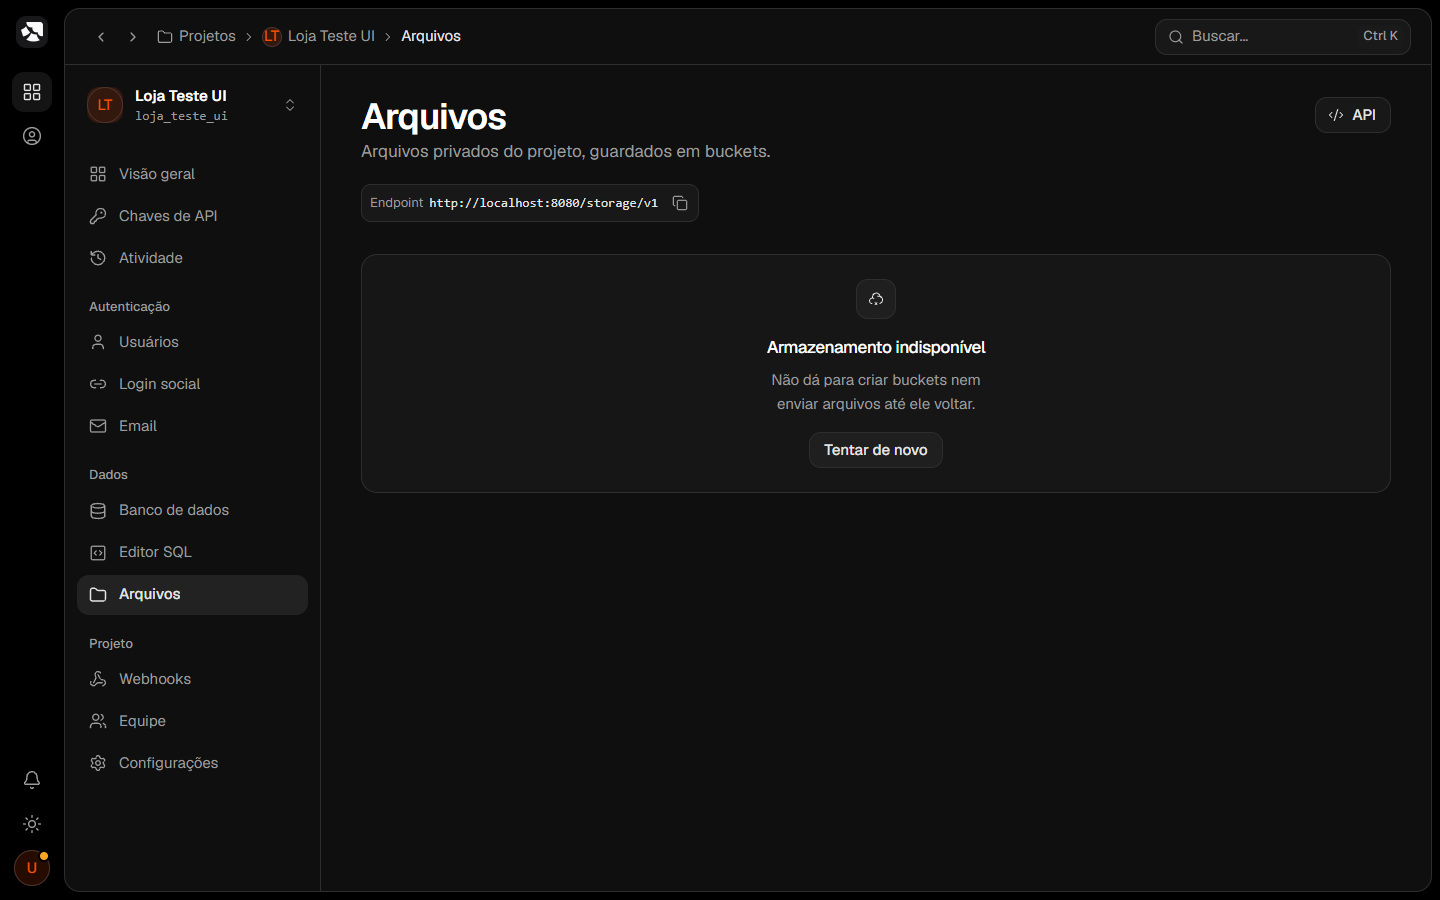 Projetos
LT Loja Teste UI
Arquivos
Buscar...
Ctrl K
LT
Loja Teste UI
loja_teste_ui
Visão geral
Chaves de API
Atividade
Autenticação
Usuários
Login social
Email
Dados
Banco de dados
Editor SQL
Arquivos
Projeto
Webhooks
Equipe
Configurações
U
Arquivos
Arquivos privados do projeto, guardados em buckets.
API
Endpoint http://localhost:8080/storage/v1
Armazenamento indisponível
Não dá para criar buckets nem
enviar arquivos até ele voltar.
Tentar de novo